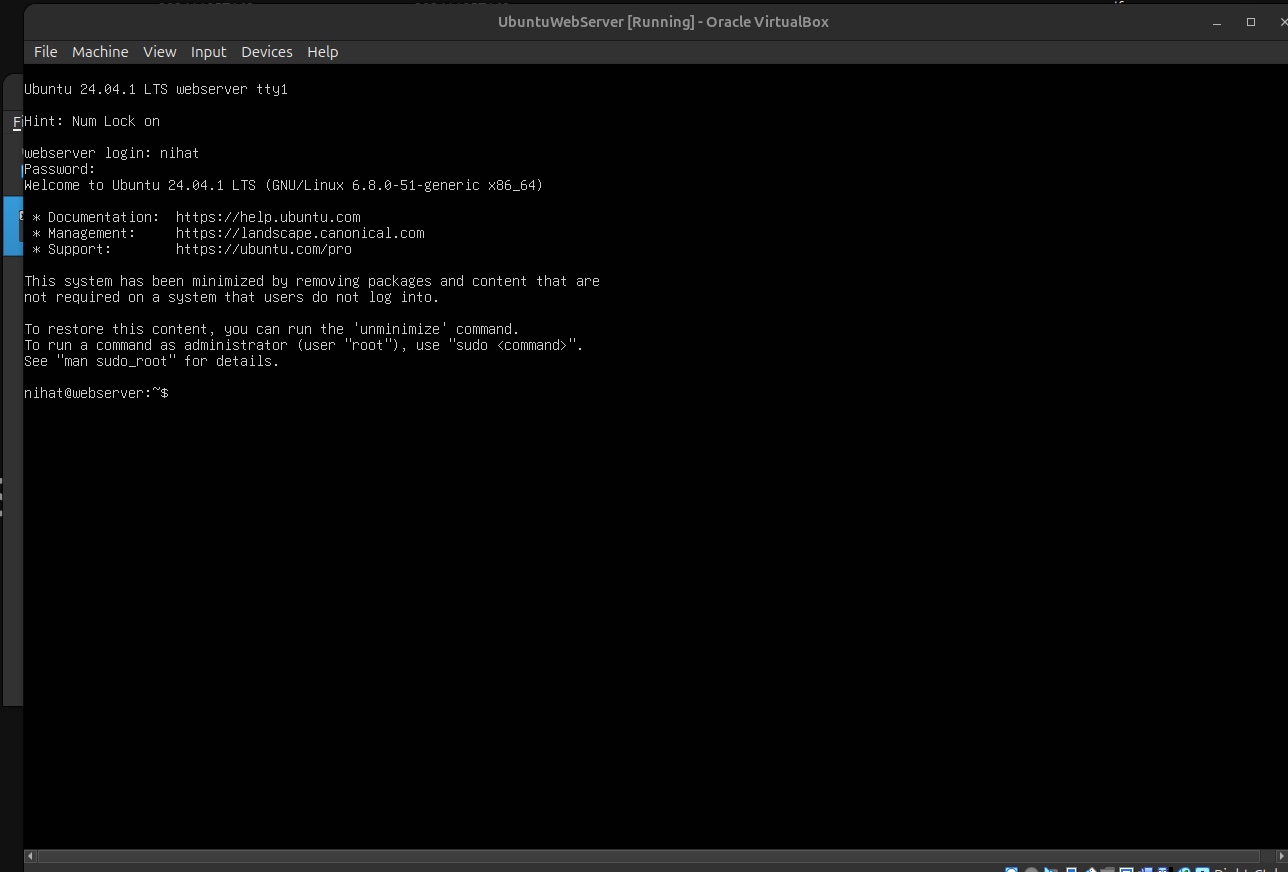 UbuntuWebServer [Running] - Oracle VirtualBox
File Machine View Input Devices Help
Ubuntu 24.04.1 LTS webserver tty1
Hint: Num Lock on
webserver login: nihat
Password:
Welcome to Ubuntu 24.04.1 LTS (GNU/Linux 6.8.0-51-generic x86_64)
* Documentation: https://help.ubuntu.com
* Management: https://landscape.canonical.com
* Support: https://ubuntu.com/pro
This system has been minimized by removing packages and content that are
not required on a system that users do not log into.
To restore this content, you can run the 'unminimize' command.
To run a command as administrator (user "root"), use "sudo <command>".
See "man sudo_root" for details.
nihat@webserver:~$